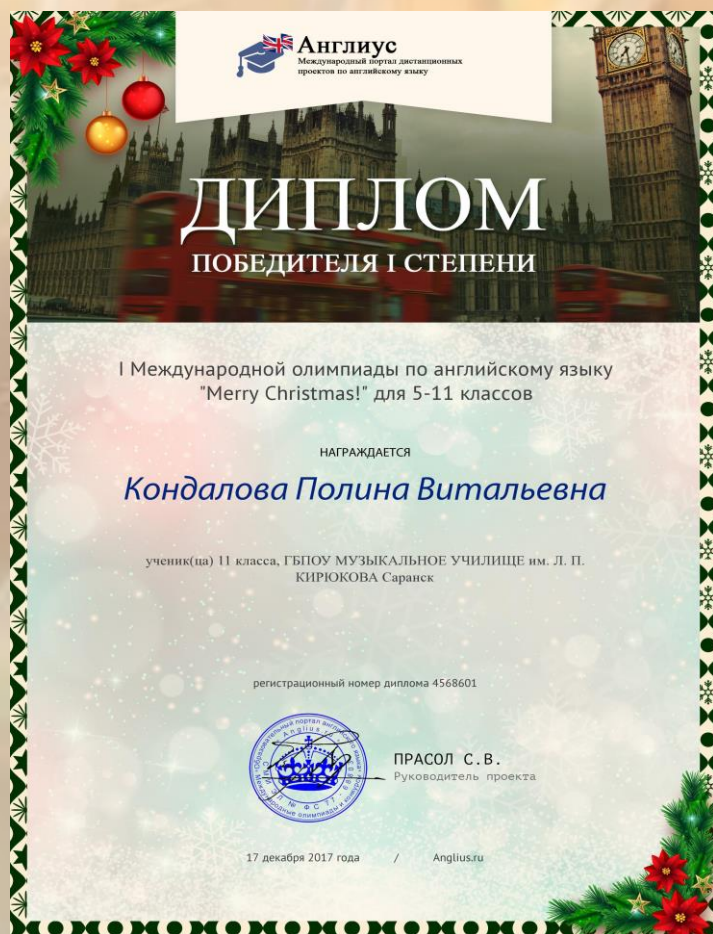 Англиус
Международный портал дистанционных
проектов по английскому языку
ДИПЛОМ
ПОБЕДИТЕЛЯ I СТЕПЕНИ
I Международной олимпиады по английскому языку
"Merry Christmas!" для 5-11 классов
НАГРАЖДАЕТСЯ
Кондалова Полина Витальевна
ученик(ца) 11 класса, ГБПОУ МУЗЫКАЛЬНОЕ УЧИЛИЩЕ им. Л. П.
КИРЮКОВА Саранск
регистрационный номер диплома 4568601
Anglius.ru
ПРАСОЛ С.В.
Руководитель проекта
17 декабря 2017 года / Anglius.ru